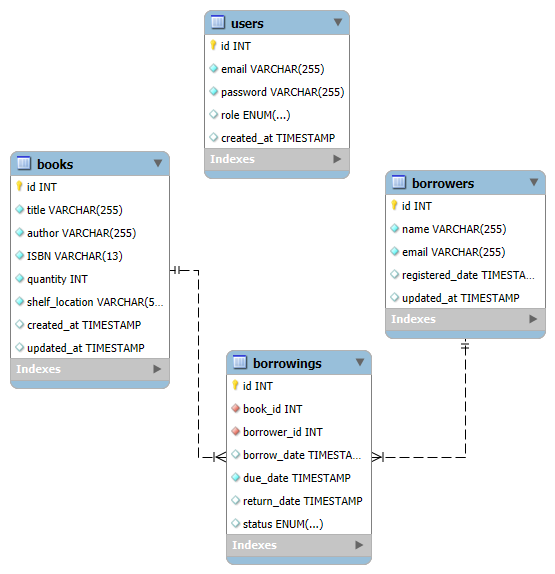 users
id INT
email VARCHAR(255)
password VARCHAR(255)
role ENUM(...)
created_at TIMESTAMP
Indexes
books
id INT
title VARCHAR(255)
author VARCHAR(255)
ISBN VARCHAR(13)
quantity INT
shelf_location VARCHAR(5...
created_at TIMESTAMP
updated_at TIMESTAMP
Indexes
borrowers
id INT
name VARCHAR(255)
email VARCHAR(255)
registered_date TIMESTA...
updated_at TIMESTAMP
Indexes
borrowings
id INT
book_id INT
borrower_id INT
borrow_date TIMESTA...
due_date TIMESTAMP
return_date TIMESTAMP
status ENUM(...)
Indexes